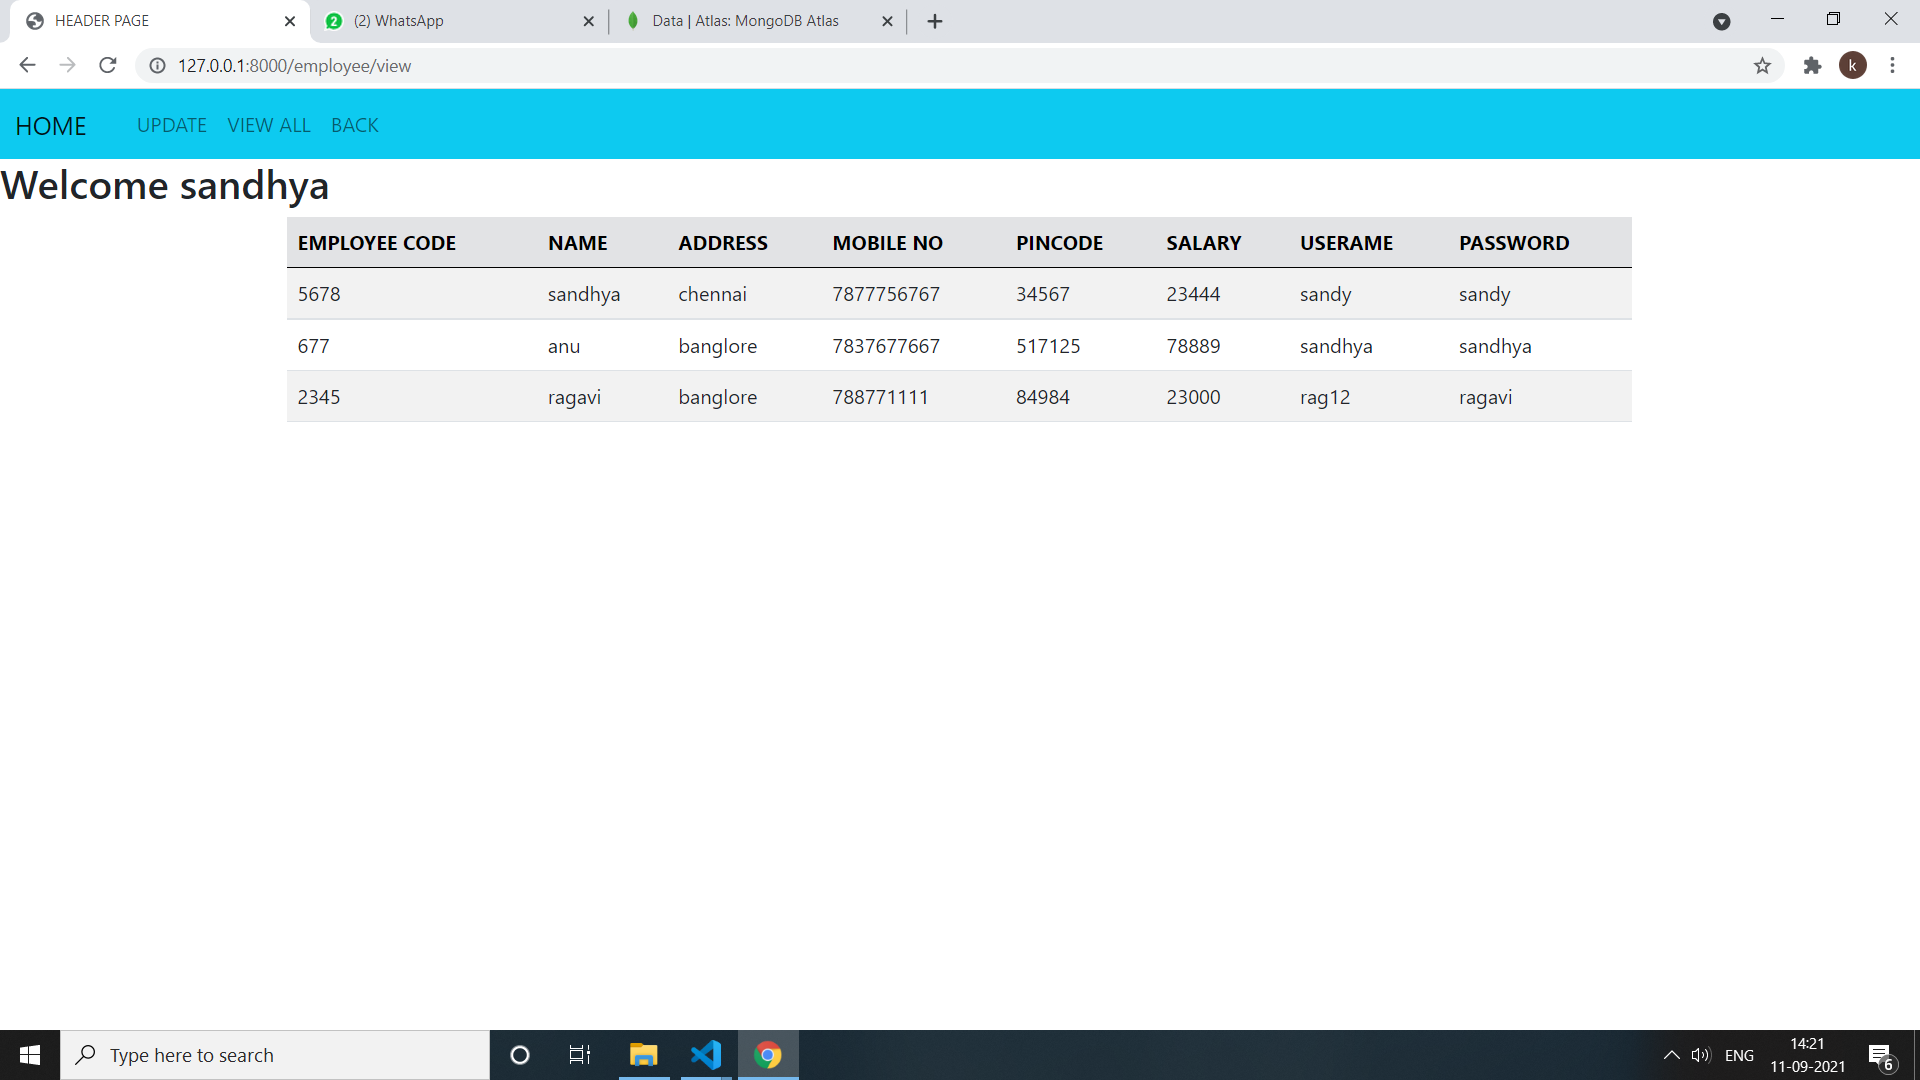 HEADER PAGE (2) WhatsApp Data | Atlas: MongoDB Atlas
127.0.0.1:8000/employee/view k
HOME UPDATE VIEW ALL BACK
Welcome sandhya
EMPLOYEE CODE NAME ADDRESS MOBILE NO PINCODE SALARY USERAME PASSWORD
5678 sandhya chennai 7877756767 34567 23444 sandy sandy
677 anu banglore 7837677667 517125 78889 sandhya sandhya
2345 ragavi banglore 788771111 84984 23000 rag12 ragavi
Type here to search ENG 14:21
11-09-2021 6